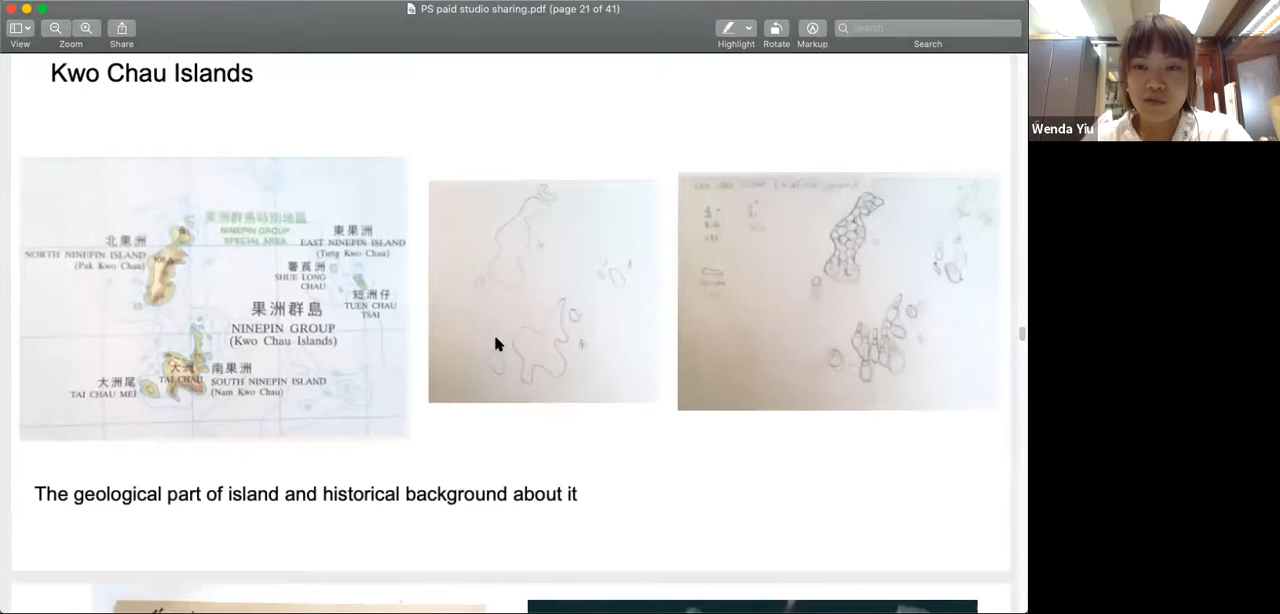 PS paid studio sharing.pdf (page 21 of 41)
View
Zoom
Share
Highlight
Rotate
Markup
Search
Search
Wenda Yiu
Kwo Chau Islands
果洲群島特別地區
NINEPIN GROUP
SPECIAL AREA
北果洲
NORTH NINEPIN ISLAND
(Pak Kwo Chau)
東果洲
EAST NINEPIN ISLAND
(Tung Kwo Chau)
SHUE LONG
CHAU
短洲仔
TUEN CHAU
TSAI
果洲群島
NINEPIN GROUP
(Kwo Chau Islands)
大洲
TAI CHAU
南果洲
SOUTH NINEPIN ISLAND
(Nam Kwo Chau)
大洲尾
TAI CHAU MEI
The geological part of island and historical background about it